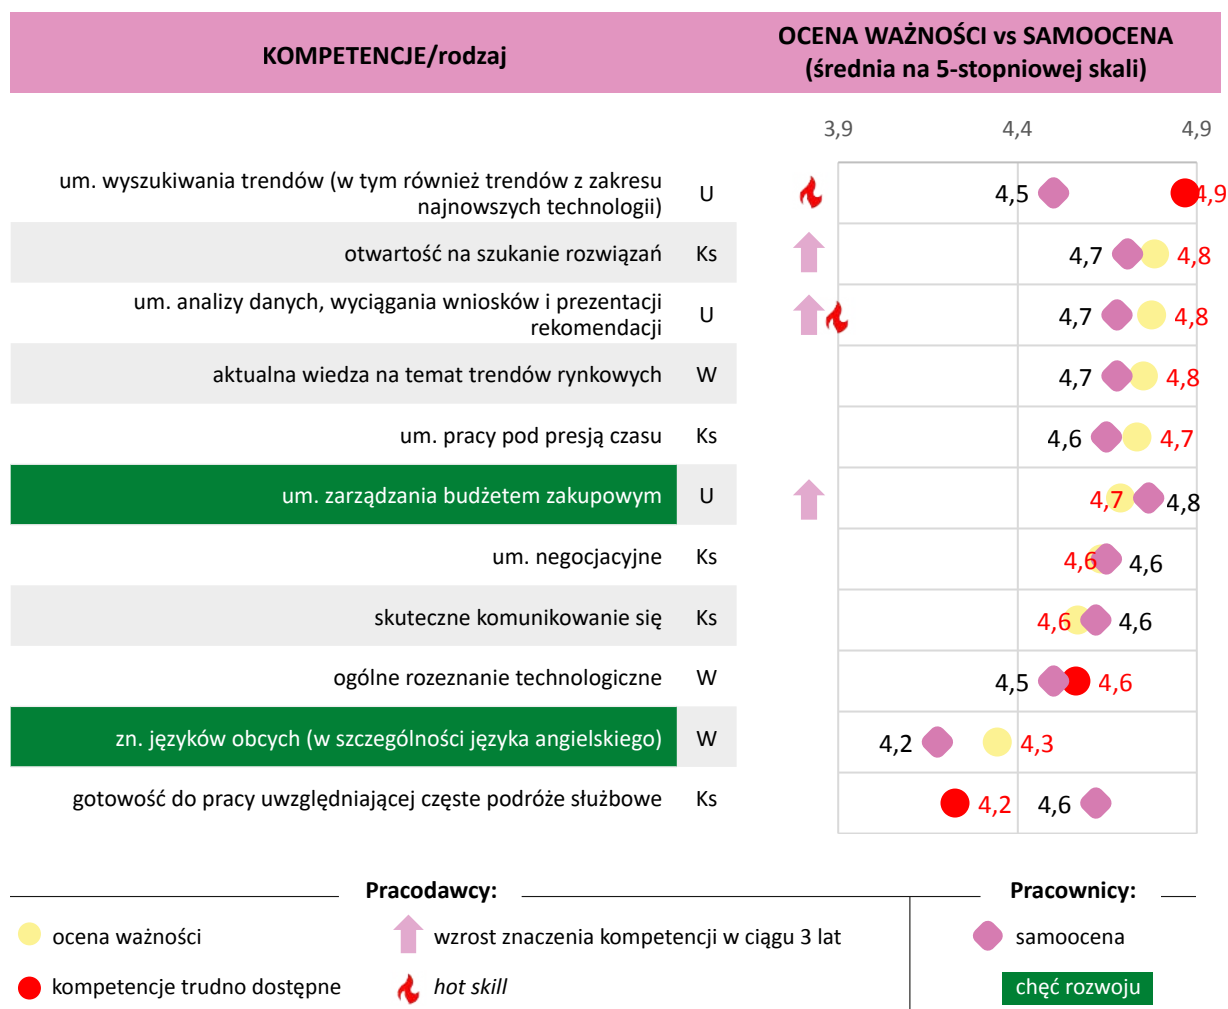 KOMPETENCJE/rodzaj
OCENA WAŻNOŚCI vs SAMOOCENA
(średnia na 5-stopniowej skali)
3,9 4,4 4,9
um. wyszukiwania trendów (w tym również trendów z zakresu
najnowszych technologii)
U
4,5 4,9
otwartość na szukanie rozwiązań Ks 4,7 4,8
um. analizy danych, wyciągania wniosków i prezentacji
rekomendacji
U
4,7 4,8
aktualna wiedza na temat trendów rynkowych W 4,7 4,8
um. pracy pod presją czasu Ks 4,6 4,7
um. zarządzania budżetem zakupowym U 4,7 4,8
um. negocjacyjne Ks 4,6 4,6
skuteczne komunikowanie się Ks 4,6 4,6
ogólne rozeznanie technologiczne W 4,5 4,6
zn. języków obcych (w szczególności języka angielskiego) W 4,2 4,3
gotowość do pracy uwzględniającej częste podróże służbowe Ks 4,2 4,6
Pracodawcy:
ocena ważności
wzrost znaczenia kompetencji w ciągu 3 lat
kompetencje trudno dostępne
hot skill
Pracownicy:
samoocena
chęć rozwoju